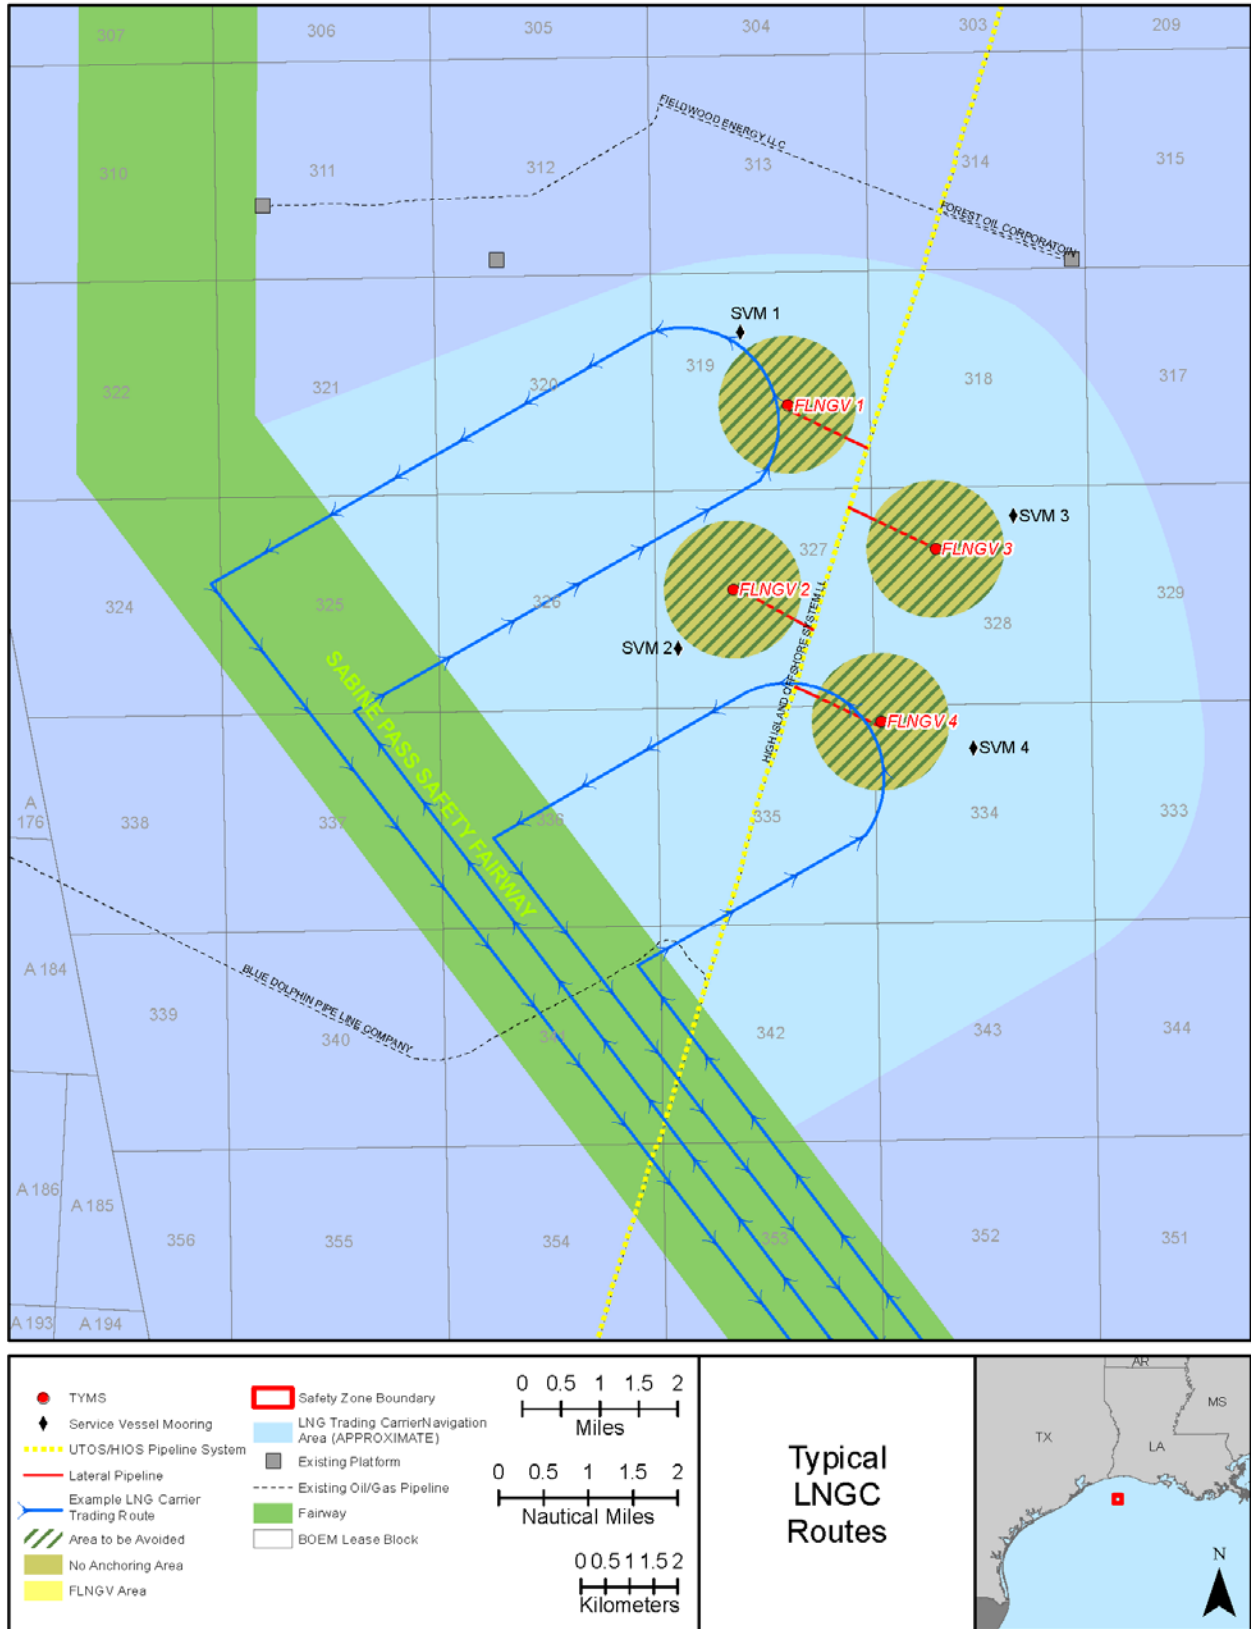 307
306
305
304
303
209
FIELDWOOD ENERGY LLC
310
311
312
313
314
315
FOREST OIL CORPORATOIN
SVM 1
322
321
320
319
318
317
FLNGV 1
SVM 3
327
FLNGV 3
324
325
326
FLNGV 2
328
329
SVM 2
HIGH ISLAND OFFSHORE SYSTEM LL
SABINE PASS SAFETY FAIRWAY
FLNGV 4
SVM 4
A
176
338
337
336
335
334
333
A 184
BLUE DOLPHIN PIPE LINE COMPANY
339
340
341
342
343
344
A 186
A 185
356
355
354
353
352
351
A 193
A 194
TYMS
Service Vessel Mooring
UTOS/HIOS Pipeline System
Lateral Pipeline
Example LNG Carrier
Trading Route
Area to be Avoided
No Anchoring Area
FLNGV Area
Safety Zone Boundary
LNG Trading CarrierNavigation
Area (APPROXIMATE)
Existing Platform
Existing Oil/Gas Pipeline
Fairway
BOEM Lease Block
0 0.5 1 1.5 2
Miles
0 0.5 1 1.5 2
Nautical Miles
0 0.5 1 1.5 2
Kilometers
Typical
LNGC
Routes
AR
MS
TX
LA
N